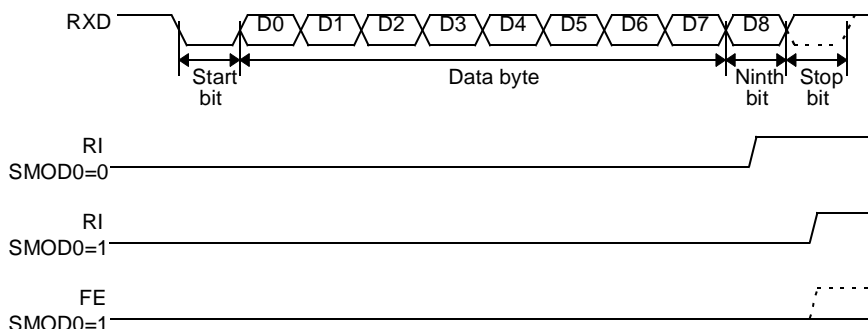 RXD
D0 D1 D2 D3 D4 D5 D6 D7 D8
Start bit
Data byte
Ninth bit
Stop bit
RI
SMOD0=0
RI
SMOD0=1
FE
SMOD0=1